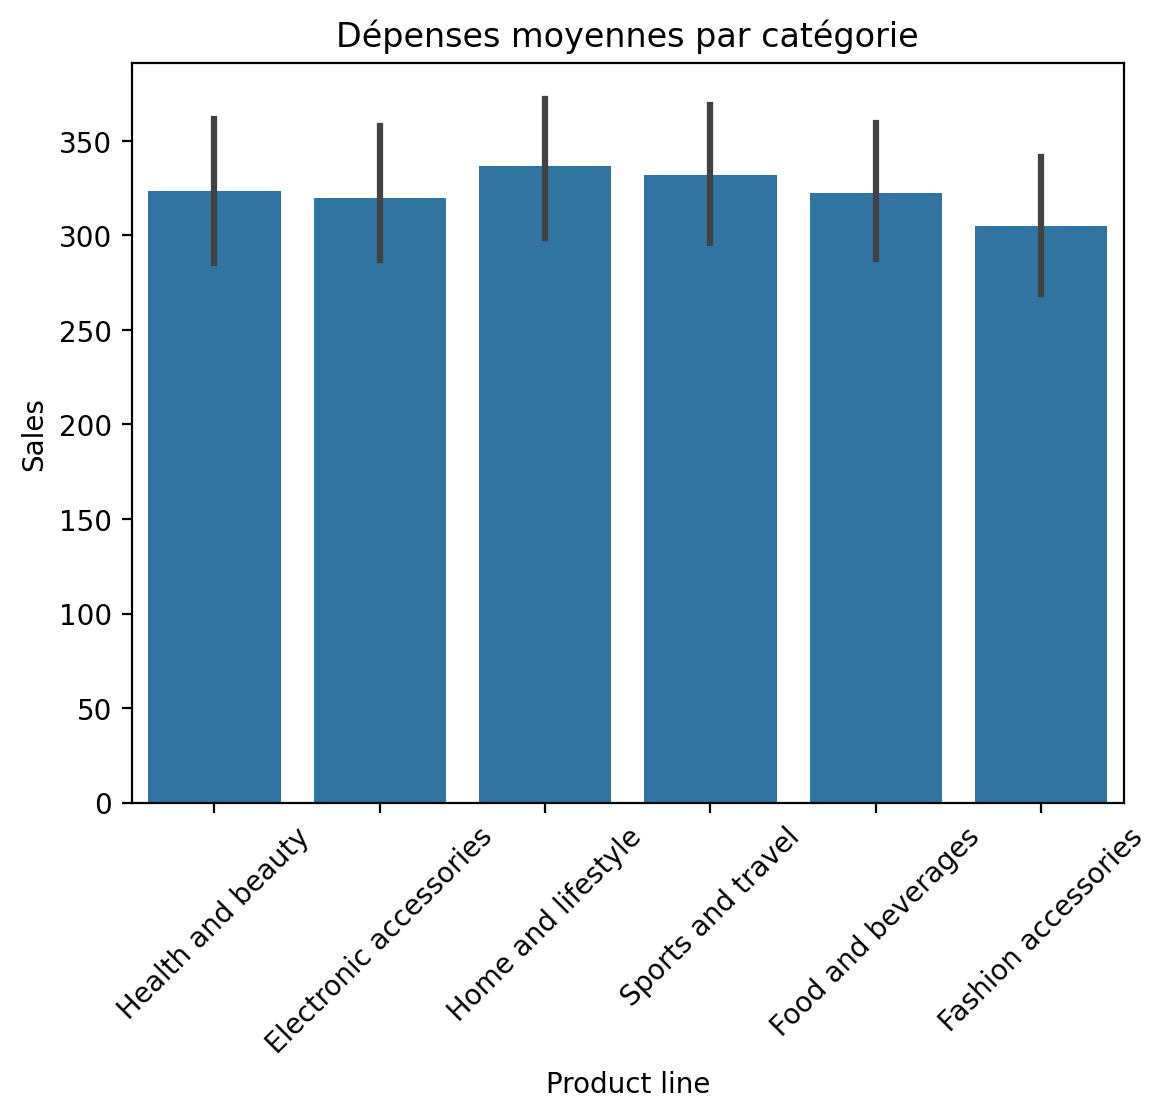 Dépenses moyennes par catégorie
350
300
250
200
150
100
50
0
Sales
Health and beauty
Electronic accessories
Home and lifestyle
Sports and travel
Food and beverages
Fashion accessories
Product line